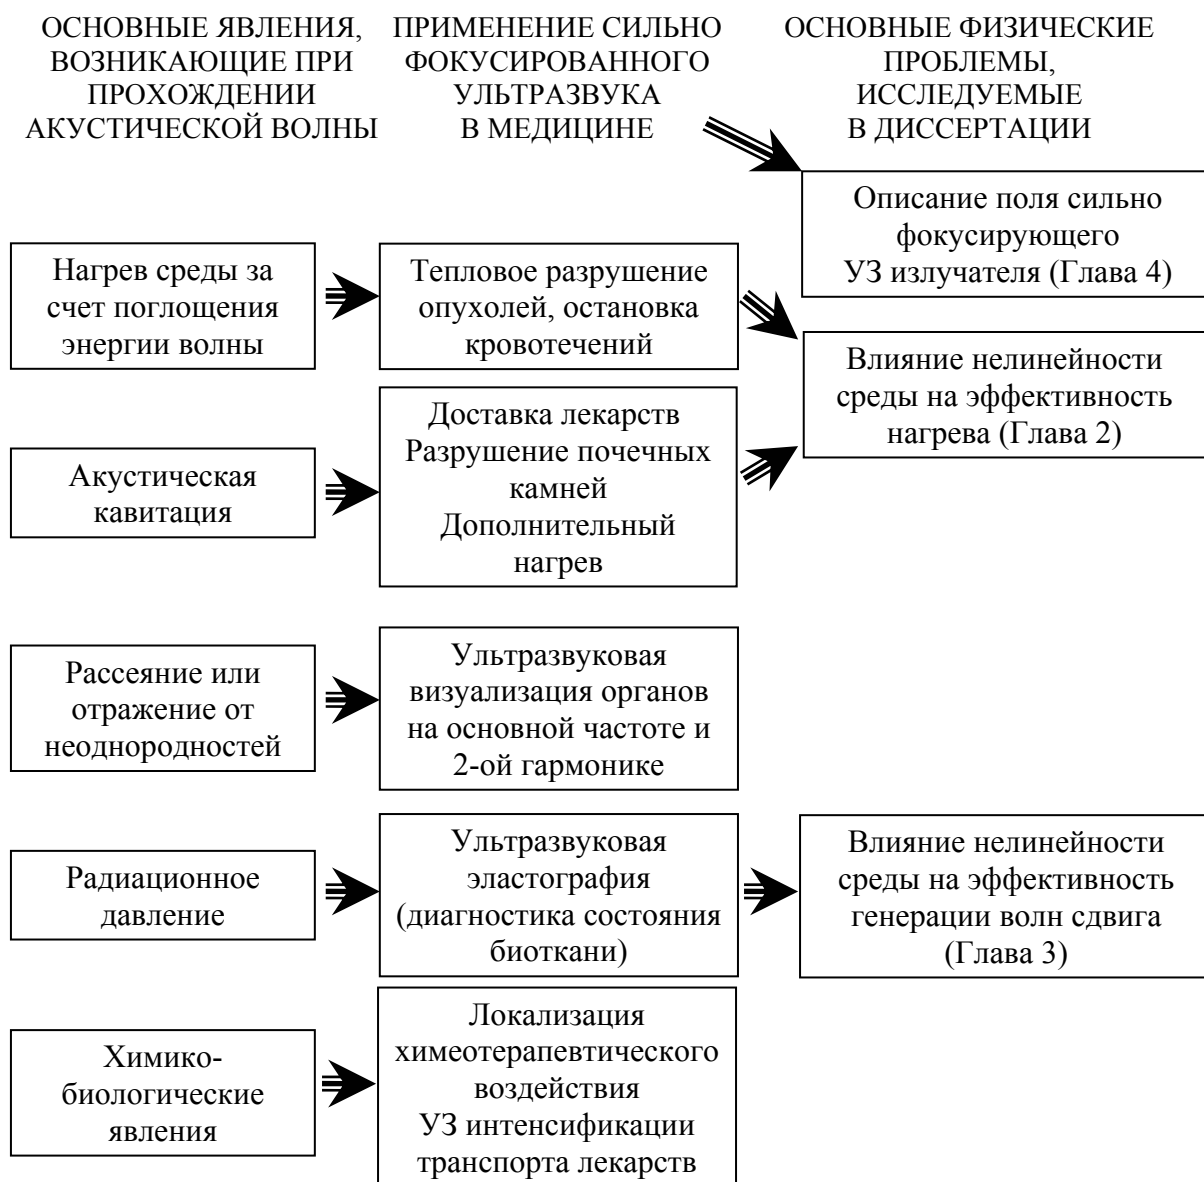 ОСНОВНЫЕ ЯВЛЕНИЯ,
ВОЗНИКАЮЩИЕ ПРИ
ПРОХОЖДЕНИИ
АКУСТИЧЕСКОЙ ВОЛНЫ
ПРИМЕНЕНИЕ СИЛЬНО
ФОКУСИРОВАННОГО
УЛЬТРАЗВУКА
В МЕДИЦИНЕ
ОСНОВНЫЕ ФИЗИЧЕСКИЕ
ПРОБЛЕМЫ,
ИССЛЕДУЕМЫЕ
В ДИССЕРТАЦИИ
Описание поля сильно
фокусирующего
УЗ излучателя (Глава 4)
Нагрев среды за
счет поглощения
энергии волны
Тепловое разрушение
опухолей, остановка
кровотечений
Влияние нелинейности
среды на эффективность
нагрева (Глава 2)
Акустическая
кавитация
Доставка лекарств
Разрушение почечных
камней
Дополнительный
нагрев
Рассеяние или
отражение от
неоднородностей
Ультразвуковая
визуализация органов
на основной частоте и
2-ой гармонике
Радиационное
давление
Ультразвуковая
эластография
(диагностика состояния
биоткани)
Влияние нелинейности
среды на эффективность
генерации волн сдвига
(Глава 3)
Химико-
биологические
явления
Локализация
химеотерапевтического
воздействия
УЗ интенсификации
транспорта лекарств